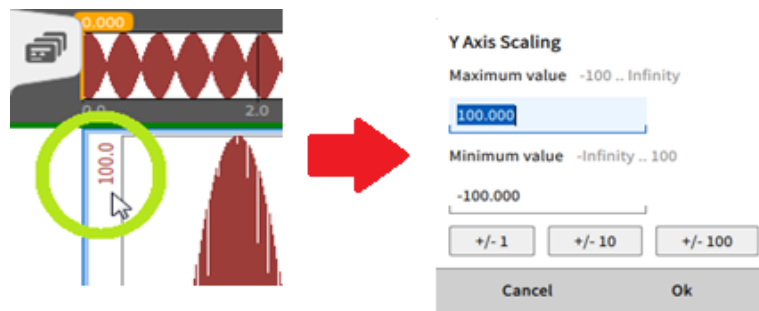 0.000
0.0 2.0
100.0
Y Axis Scaling
Maximum value -100 .. Infinity
100.000
Minimum value -Infinity .. 100
-100.000
+/- 1 +/- 10 +/- 100
Cancel Ok